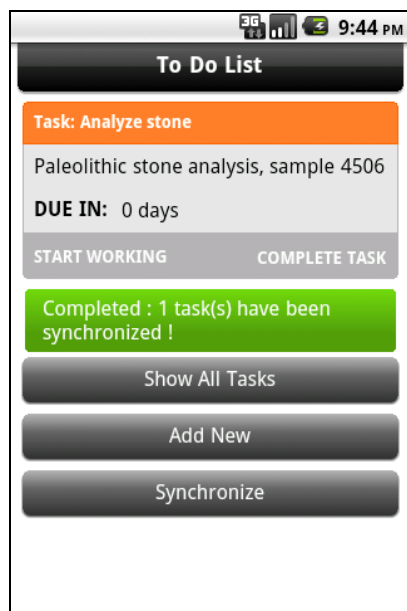 3G 9:44 PM
To Do List
Task: Analyze stone
Paleolithic stone analysis, sample 4506
DUE IN: 0 days
START WORKING COMPLETE TASK
Completed : 1 task(s) have been
synchronized !
Show All Tasks
Add New
Synchronize